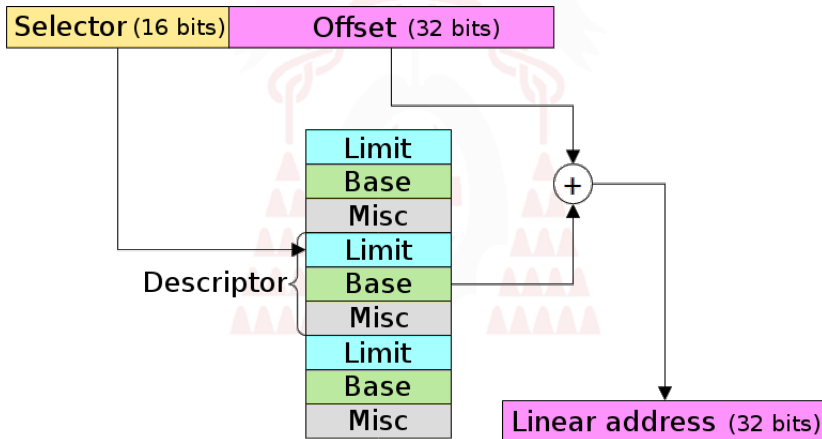 Selector (16 bits) Offset (32 bits)
Limit
Base
Misc
Limit
Descriptor Base
Misc
Limit
Base
Misc
Linear address (32 bits)